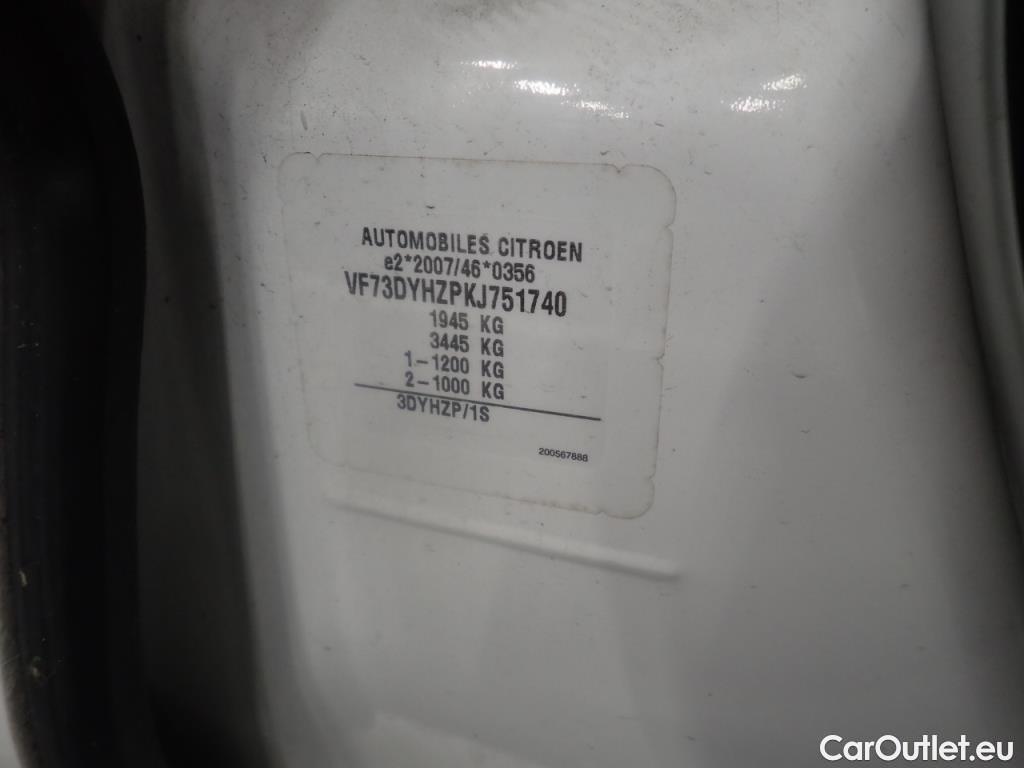 AUTOMOBILES CITROEN
e2*2007/46*0356
VF73DYHZPKJ751740
1945 KG
3445 KG
1-1200 KG
2-1000 KG
3DYHZP/1S
200567888
CarOutlet.eu